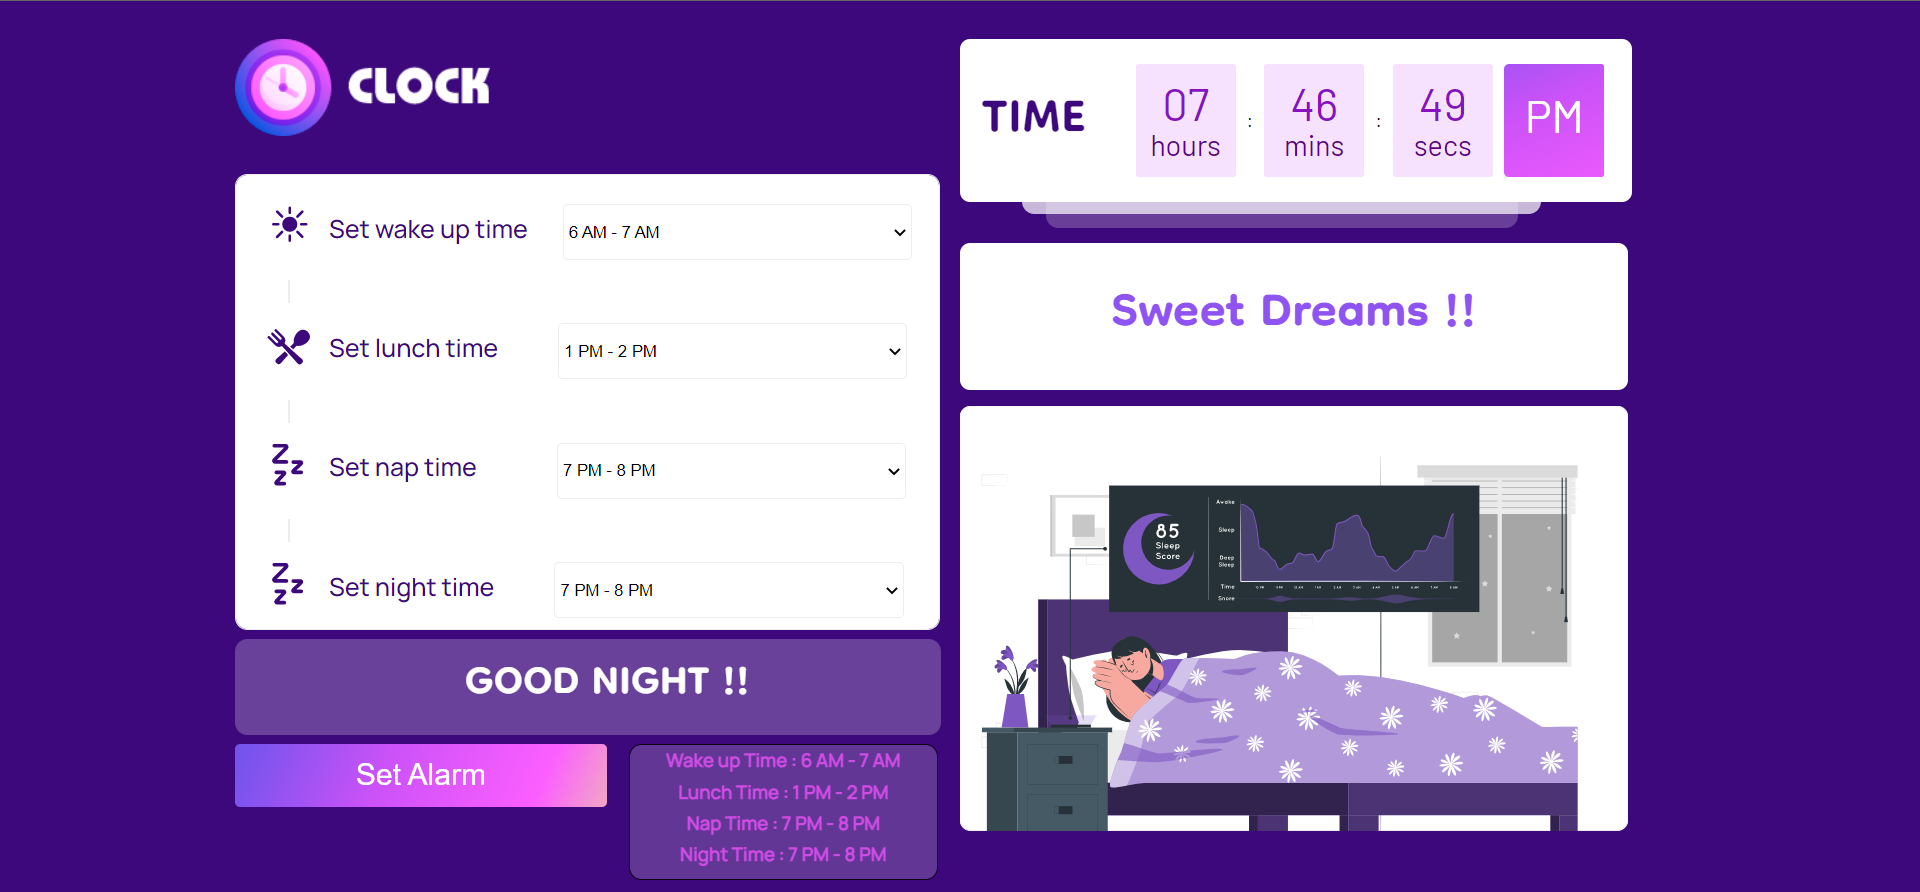 CLOCK
Set wake up time
6 AM - 7 AM
Set lunch time
1 PM - 2 PM
Set nap time
7 PM - 8 PM
Set night time
7 PM - 8 PM
GOOD NIGHT !!
Set Alarm
Wake up Time : 6 AM - 7 AM
Lunch Time : 1 PM - 2 PM
Nap Time : 7 PM - 8 PM
Night Time : 7 PM - 8 PM
TIME
07 : 46 : 49 PM
hours mins secs
Sweet Dreams !!
85
Sleep
Score
Awake
Sleep
Deep
Sleep
Time
Snore